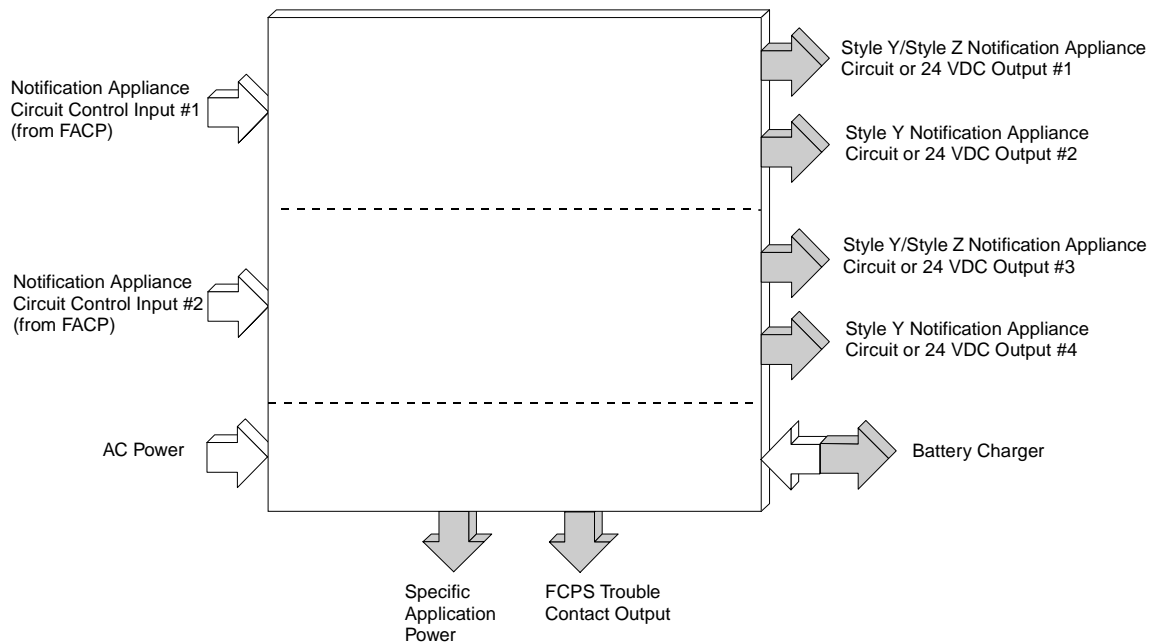 Notification Appliance
Circuit Control Input #1
(from FACP)
Style Y/Style Z Notification Appliance
Circuit or 24 VDC Output #1
Style Y Notification Appliance
Circuit or 24 VDC Output #2
Notification Appliance
Circuit Control Input #2
(from FACP)
Style Y/Style Z Notification Appliance
Circuit or 24 VDC Output #3
Style Y Notification Appliance
Circuit or 24 VDC Output #4
AC Power
Battery Charger
Specific
Application
Power
FCPS Trouble
Contact Output